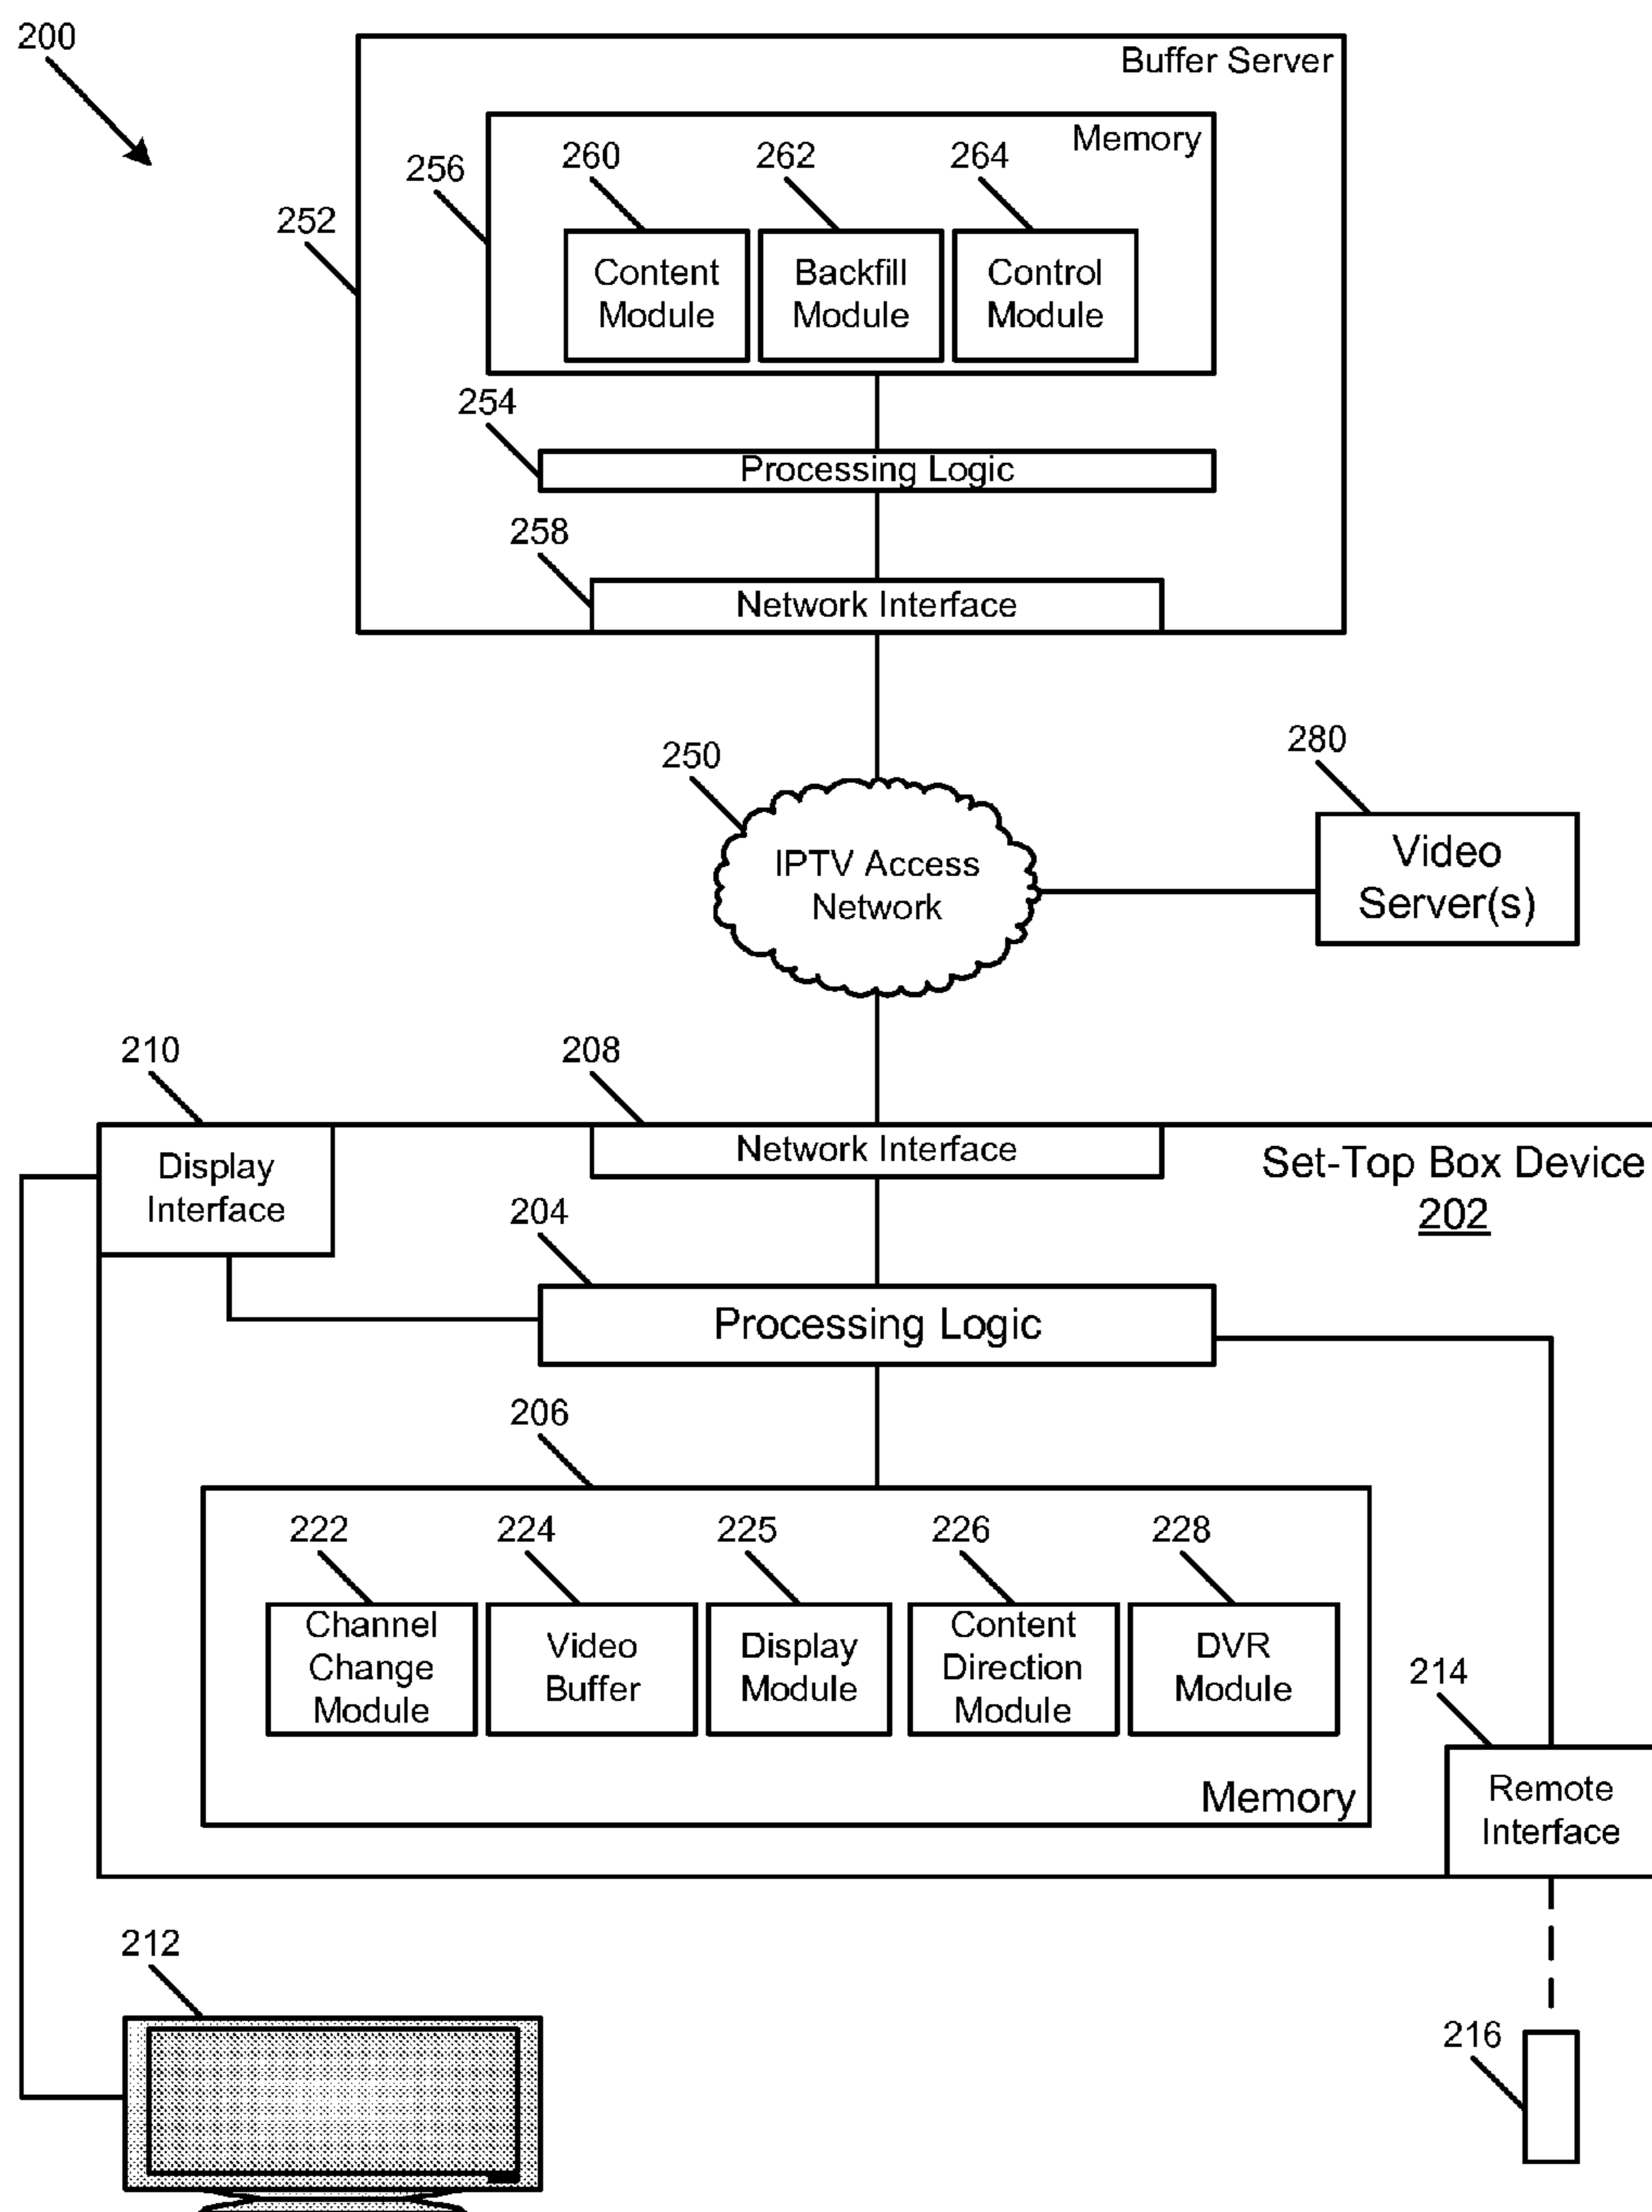 200
Buffer Server
Memory
256
260
262
264
252
Content
Module
Backfill
Module
Control
Module
254
Processing Logic
258
Network Interface
250
280
IPTV Access
Network
Video
Server(s)
210
208
Display
Interface
Network Interface
Set-Top Box Device
202
204
Processing Logic
206
222
224
225
226
228
Channel
Change
Module
Video
Buffer
Display
Module
Content
Direction
Module
DVR
Module
214
Memory
Remote
Interface
212
216